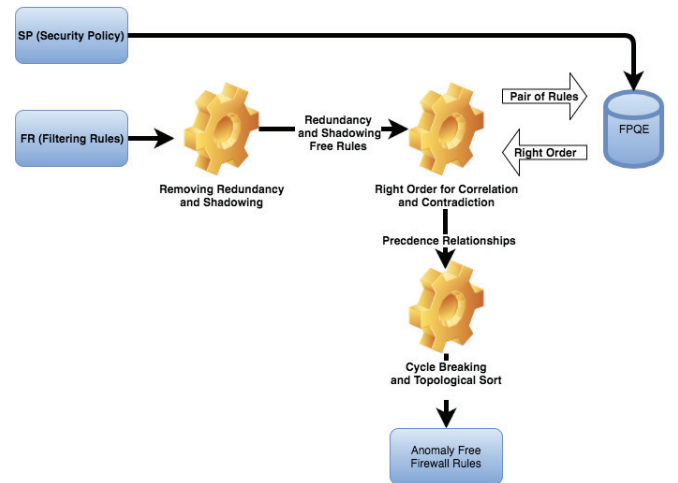 SP (Security Policy)
Pair of Rules
FPQE
FR (Filtering Rules)
Redundancy
and Shadowing
Free Rules
Right Order
Removing Redundancy
and Shadowing
Right Order for Correlation
and Contradiction
Precdence Relationships
Cycle Breaking
and Topological Sort
Anomaly Free
Firewall Rules